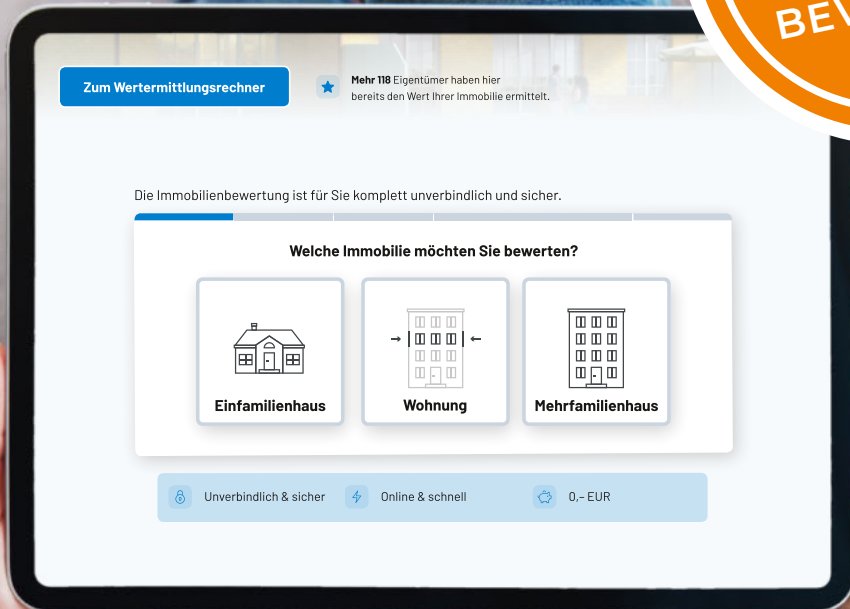 Zum Wertermittlungsrechner
Mehr 118 Eigentümer haben hier
bereits den Wert Ihrer Immobilie ermittelt.
Die Immobilienbewertung ist für Sie komplett unverbindlich und sicher.
Welche Immobilie möchten Sie bewerten?
Einfamilienhaus
Wohnung
Mehrfamilienhaus
Unverbindlich & sicher
Online & schnell
0,- EUR